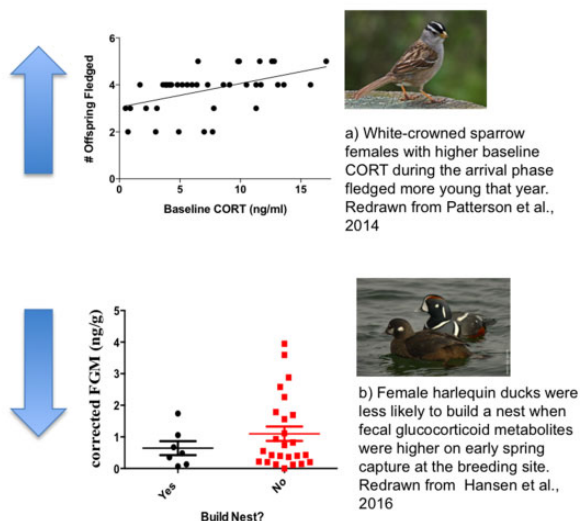 6
4
2
0
# Offspring Fledged
0
5
10
15
Baseline CORT (ng/ml)
a) White-crowned sparrow
females with higher baseline
CORT during the arrival phase
fledged more young that year.
Redrawn from Patterson et al.,
2014
5
4
3
2
1
0
corrected FGM (ng/g)
Yes
No
Build Nest?
b) Female harlequin ducks were
less likely to build a nest when
fecal glucocorticoid metabolites
were higher on early spring
capture at the breeding site.
Redrawn from Hansen et al.,
2016